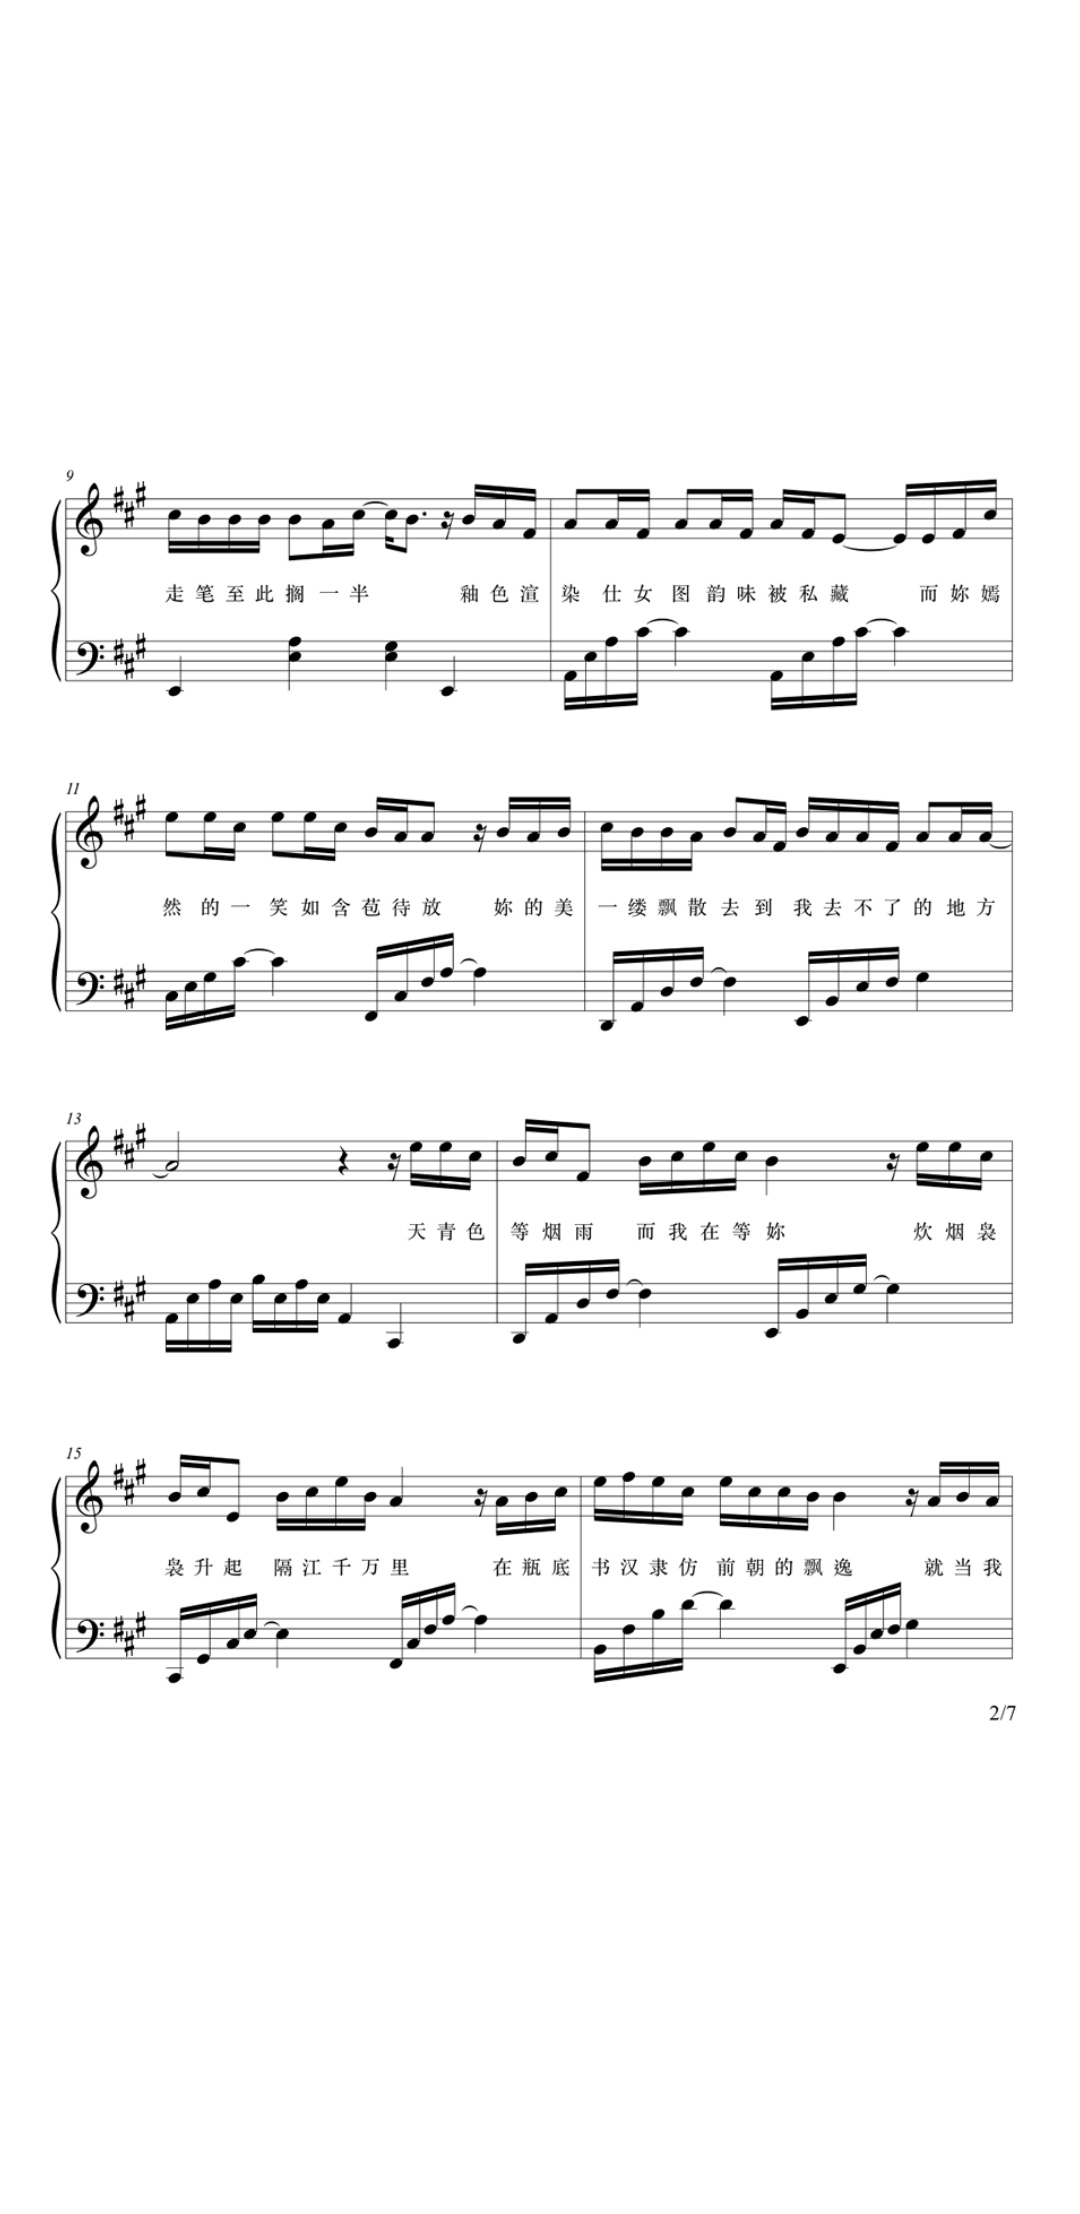 9
走笔至此搁一半 釉色渲染 仕女图韵味被私藏 而妳嫣
11
然的一笑如含苞待放 妳的美一缕飘散去到我去不了的地方
13
天青色等烟雨 而我在等妳 炊烟袅
15
袅升起 隔江千万里 在瓶底书汉隶仿前朝的飘逸 就当我
2/7